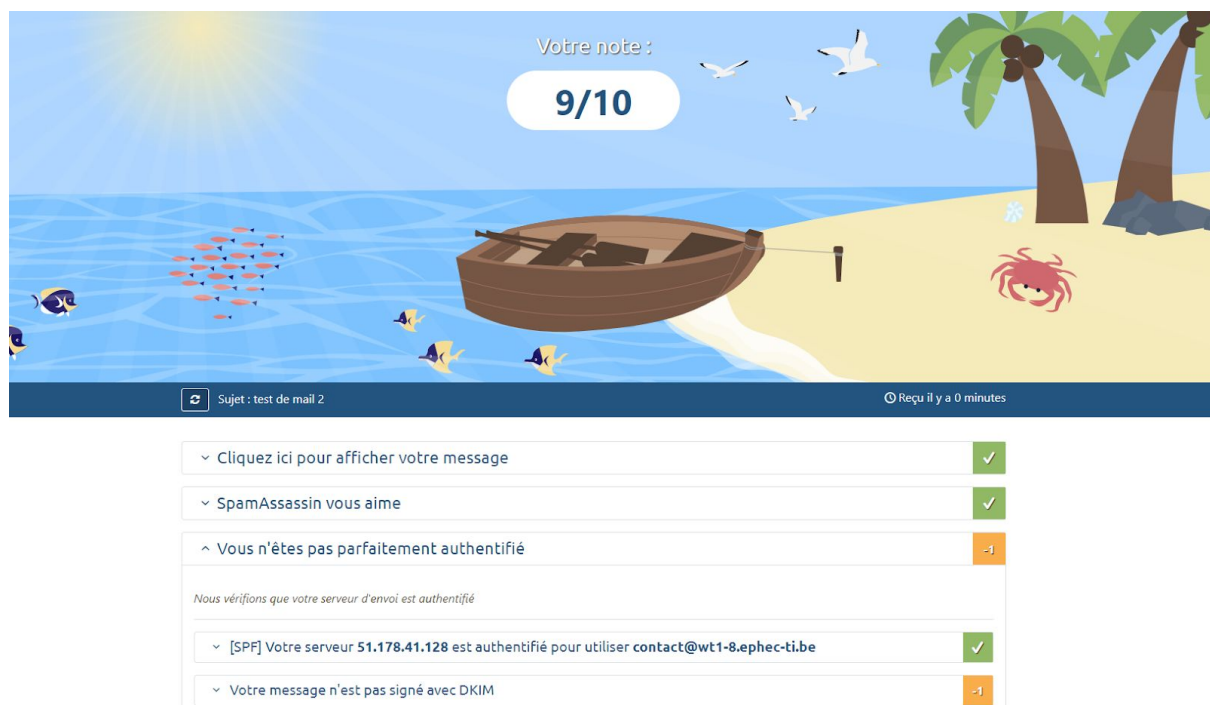 Votre note :
9/10
Sujet : test de mail 2
Reçu il y a 0 minutes
Cliquez ici pour afficher votre message
SpamAssassin vous aime
Vous n'êtes pas parfaitement authentifié
-1
Nous vérifions que votre serveur d'envoi est authentifié
[SPF] Votre serveur 51.178.41.128 est authentifié pour utiliser contact@wt1-8.ephec-ti.be
Votre message n'est pas signé avec DKIM
-1